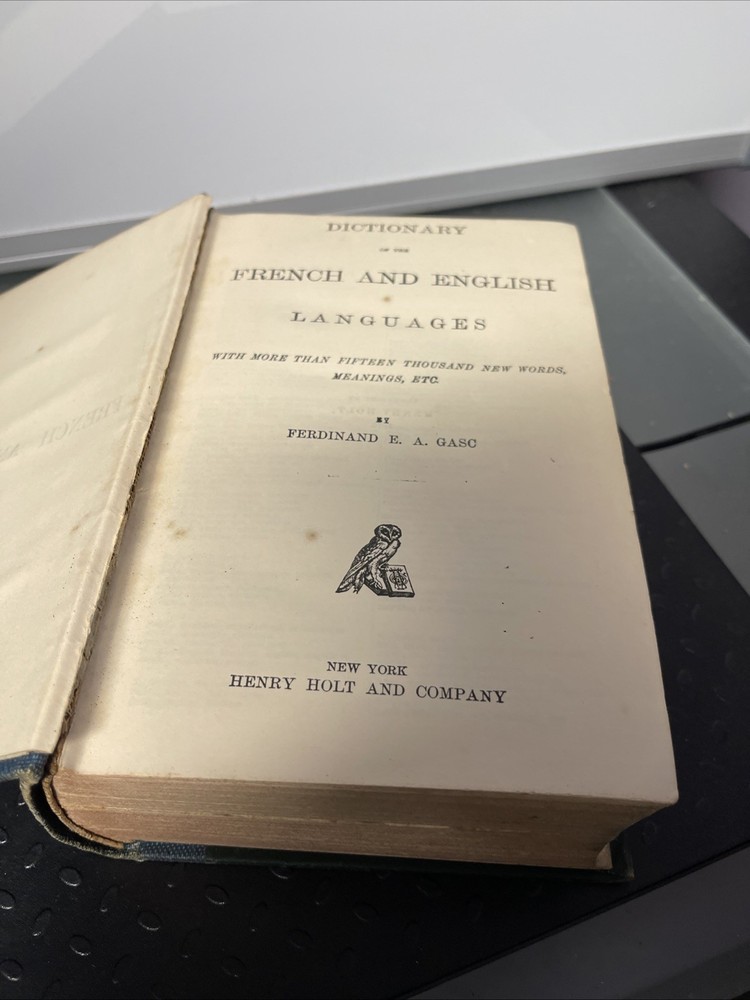 DICTIONARY
OF THE
FRENCH AND ENGLISH
LANGUAGES
WITH MORE THAN FIFTEEN THOUSAND NEW WORDS,
MEANINGS, ETC.
BY
FERDINAND E. A. GASC
NEW YORK
HENRY HOLT AND COMPANY